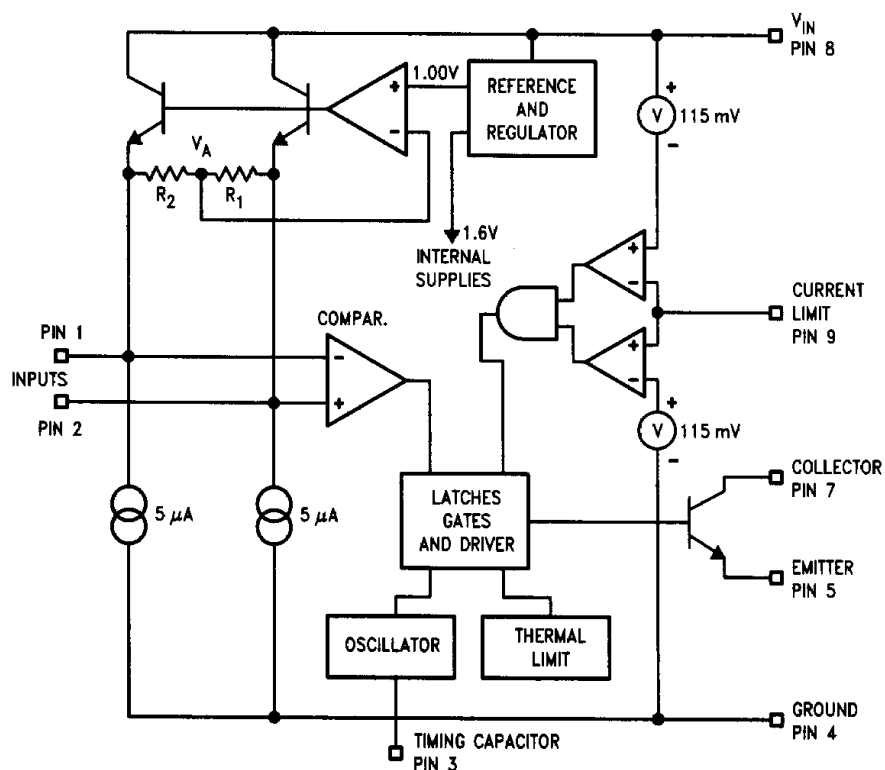 V_IN
PIN 8
1.00V
+
-
REFERENCE
AND
REGULATOR
+
V
115 mV
-
V_A
R_2
R_1
1.6V
INTERNAL
SUPPLIES
+
-
CURRENT
LIMIT
PIN 9
+
-
PIN 1
INPUTS
PIN 2
COMPAR.
-
+
+
V
115 mV
-
COLLECTOR
PIN 7
5 μA
5 μA
LATCHES
GATES
AND DRIVER
EMITTER
PIN 5
OSCILLATOR
THERMAL
LIMIT
GROUND
PIN 4
TIMING CAPACITOR
PIN 3